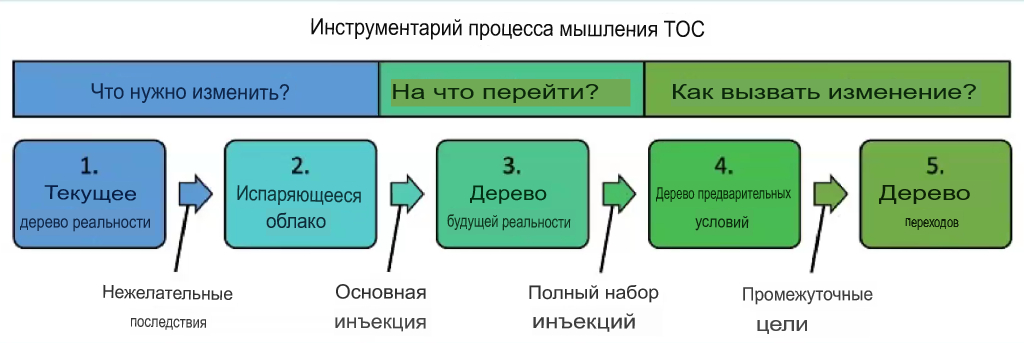 Инструментарий процесса мышления ТОС
Что нужно изменить?
На что перейти?
Как вызвать изменение?
1.
Текущее
дерево реальности
2.
Испаряющееся
облако
3.
Дерево
будущей реальности
4.
Дерево предварительных
условий
5.
Дерево
переходов
Нежелательные
последствия
Основная
инъекция
Полный набор
инъекций
Промежуточные
цели